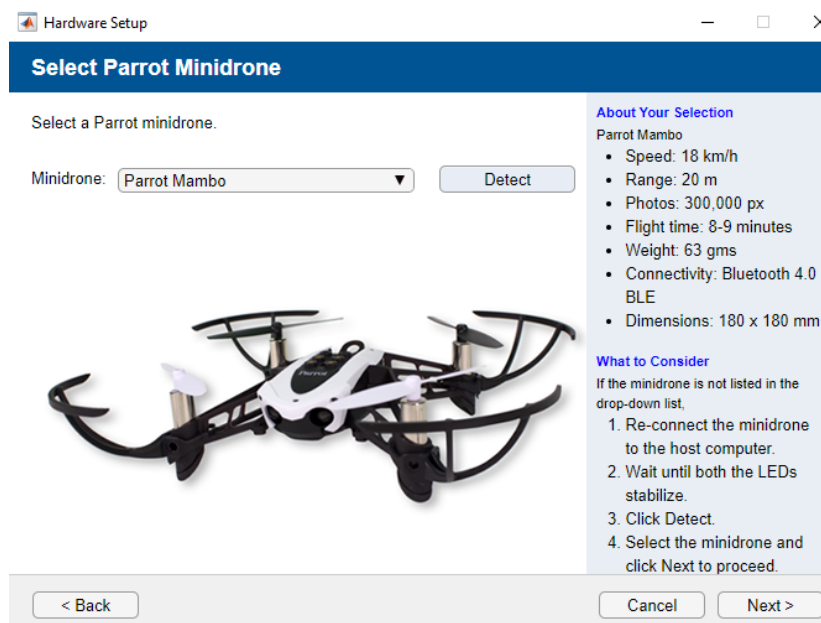 Hardware Setup
Select Parrot Minidrone
Select a Parrot minidrone.
Minidrone: Parrot Mambo ▼ Detect
Parrot
About Your Selection
Parrot Mambo
• Speed: 18 km/h
• Range: 20 m
• Photos: 300,000 px
• Flight time: 8-9 minutes
• Weight: 63 gms
• Connectivity: Bluetooth 4.0
BLE
• Dimensions: 180 x 180 mm
What to Consider
If the minidrone is not listed in the
drop-down list,
1. Re-connect the minidrone
to the host computer.
2. Wait until both the LEDs
stabilize.
3. Click Detect.
4. Select the minidrone and
click Next to proceed.
< Back
Cancel
Next >